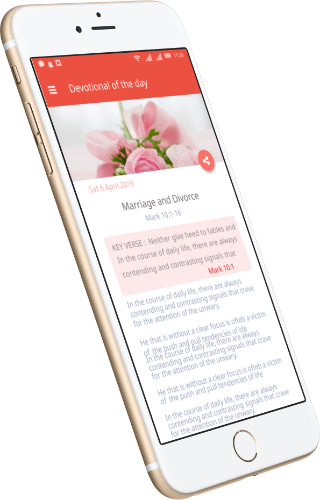 11:26
Devotional of the day
Sat 6 April,2019
Marriage and Divorce
Mark 10:1-16
KEY VERSE : Neither give heed to fables and
In the course of daily life, there are always
contending and contrasting signals that
Mark 10:1
In the course of daily life, there are always
contending and contrasting signals that crave
for the attention of the unwary.
He that is without a clear focus is often a victim
of the push and pull tendencies of life
In the course of daily life, there are always
contending and contrasting signals that crave
for the attention of the unwary.
He that is without a clear focus is often a victim
of the push and pull tendencies of life
In the course of daily life, there are always
contending and contrasting signals that crave
for the attention of the unwary.